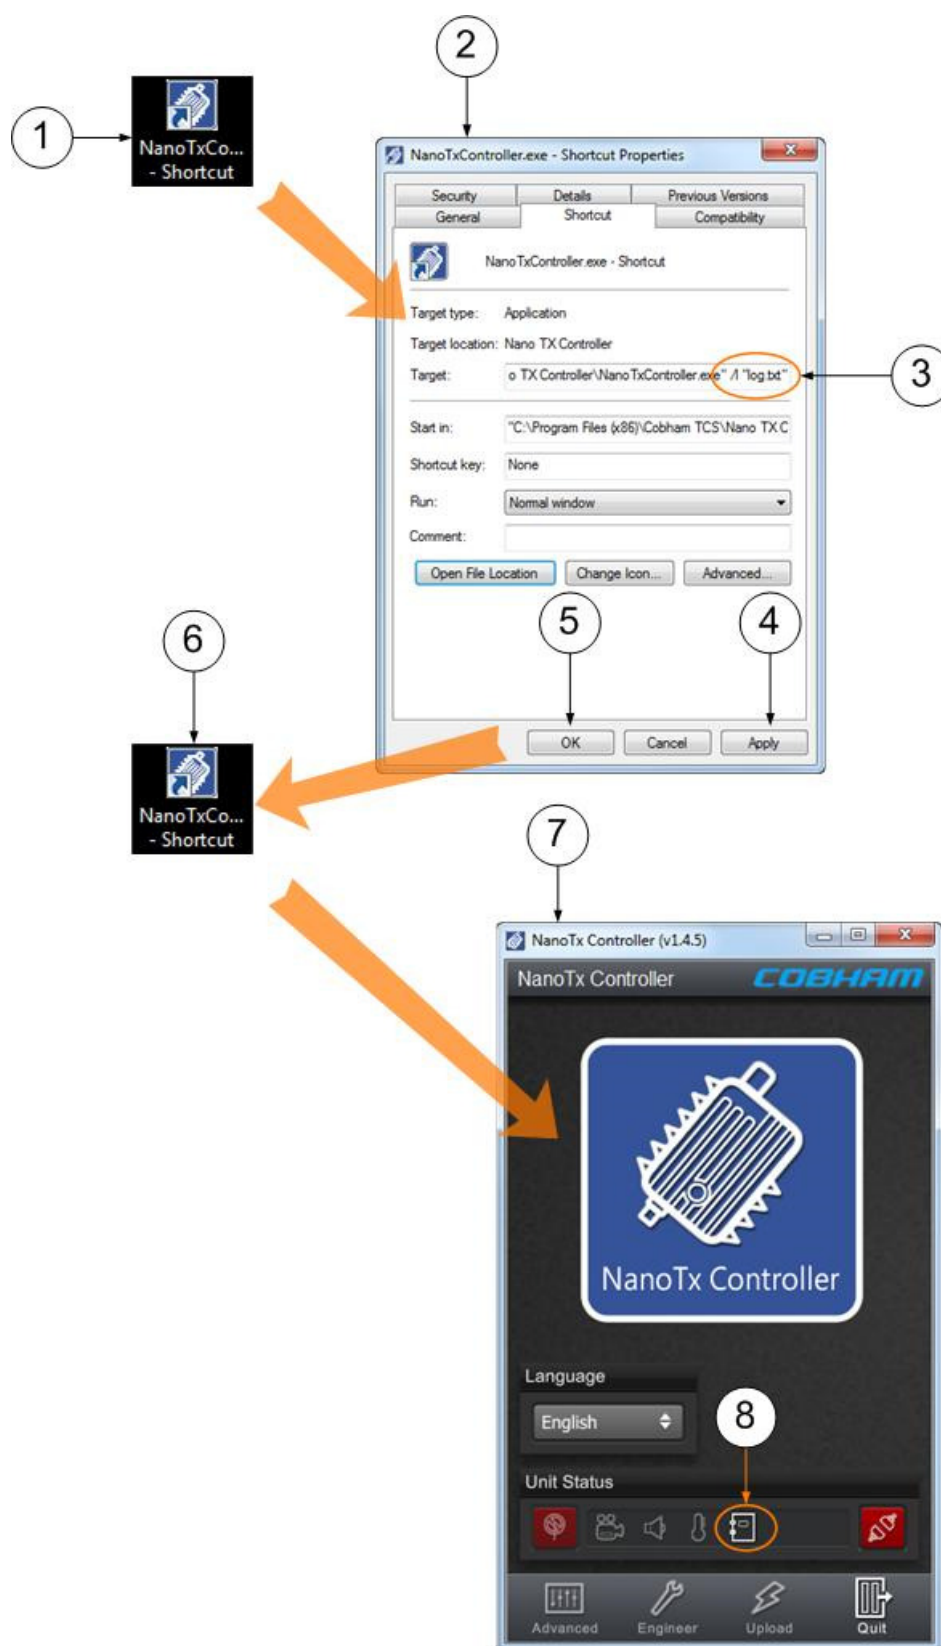 2
1
NanoTxCo...
- Shortcut
NanoTxController.exe - Shortcut Properties
Security Details Previous Versions
General Shortcut Compatibility
NanoTxController.exe - Shortcut
Target type: Application
Target location: Nano TX Controller
Target: o TX Controller\NanoTxController.exe" /l "log.txt"
3
Start in: "C:\Program Files (x86)\Cobham TCS\Nano TX C
Shortcut key: None
Run: Normal window
Comment:
Open File Location Change Icon... Advanced...
5 4
6
OK Cancel Apply
NanoTxCo...
- Shortcut
7
NanoTx Controller (v1.4.5)
NanoTx Controller COBHAM
NanoTx Controller
Language
English
8
Unit Status
Advanced Engineer Upload Quit